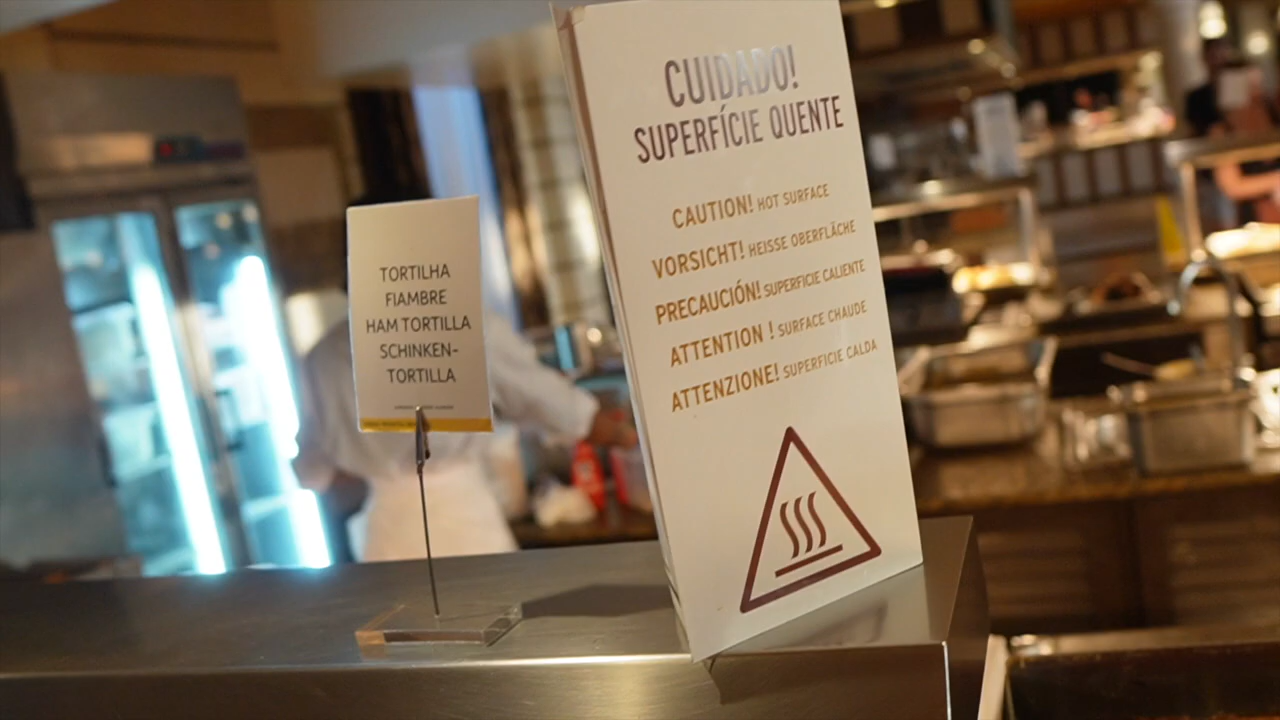 TORTILHA
FIAMBRE
HAM TORTILLA
SCHINKEN-
TORTILLA
CUIDADO!
SUPERFÍCIE QUENTE
CAUTION! HOT SURFACE
VORSICHT! HEISSE OBERFLÄCHE
PRECAUCIÓN! SUPERFICIE CALIENTE
ATTENTION ! SURFACE CHAUDE
ATTENZIONE! SUPERFICIE CALDA